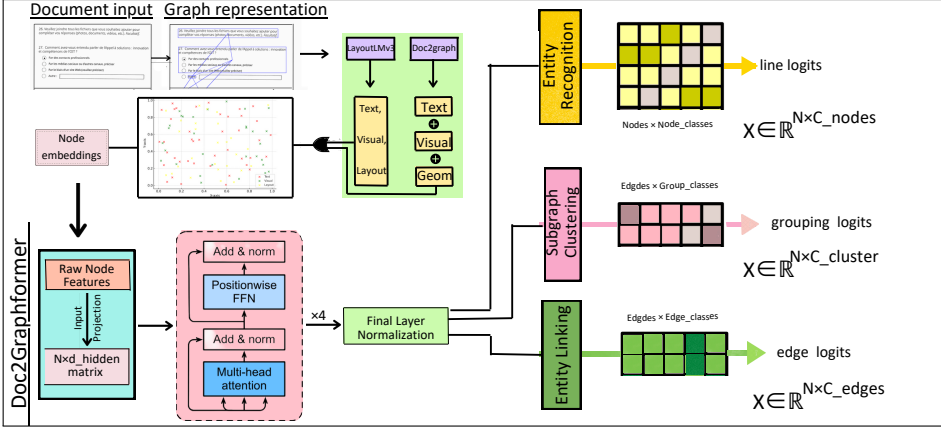 Document input
Graph representation
LayoutLMv3
Doc2graph
Text,
Visual,
Layout
Text
Visual
Geom
Node
embeddings
Doc2Graphformer
Raw Node
Features
Input
Projection
N×d_hidden
matrix
Add & norm
Positionwise
FFN
Add & norm
Multi-head
attention
×4
Final Layer
Normalization
Entity
Recognition
Nodes × Node_classes
line logits
X∈ℝ^N×C_nodes
Subgraph
Clustering
Edgdes × Group_classes
grouping logits
X∈ℝ^N×C_cluster
Entity Linking
Edgdes × Edge_classes
edge logits
X∈ℝ^N×C_edges